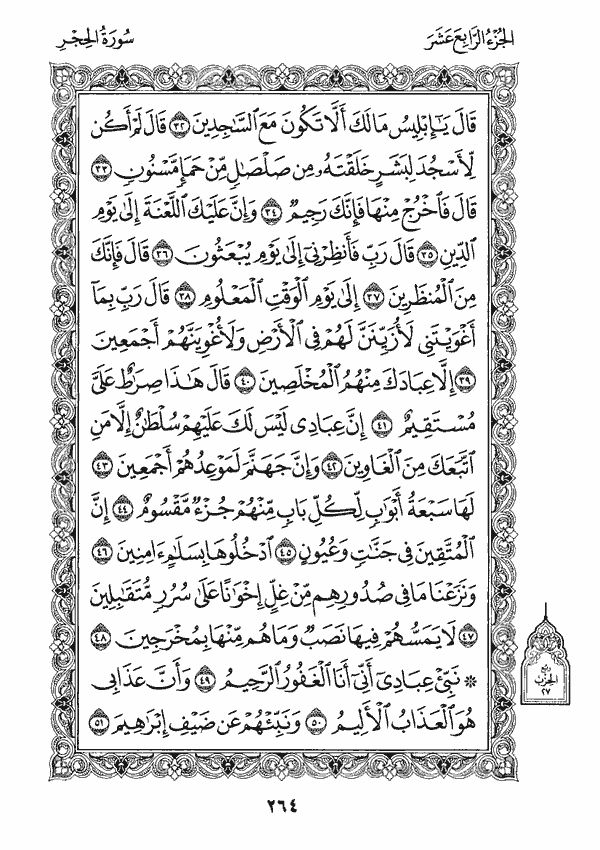 الجزء الرابع عشر
سورة الحجر
قَالَ يَٰٓإِبْلِيسُ مَا لَكَ أَلَّا تَكُونَ مَعَ ٱلسَّٰجِدِينَ ٣٢ قَالَ لَمْ أَكُن
لِّأَسْجُدَ لِبَشَرٍ خَلَقْتَهُۥ مِن صَلْصَٰلٍ مِّنْ حَمَإٍ مَّسْنُونٍ ٣٣
قَالَ فَٱخْرُجْ مِنْهَا فَإِنَّكَ رَجِيمٌ ٣٤ وَإِنَّ عَلَيْكَ ٱللَّعْنَةَ إِلَىٰ يَوْمِ
ٱلدِّينِ ٣٥ قَالَ رَبِّ فَأَنظِرْنِىٓ إِلَىٰ يَوْمِ يُبْعَثُونَ ٣٦ قَالَ فَإِنَّكَ
مِنَ ٱلْمُنظَرِينَ ٣٧ إِلَىٰ يَوْمِ ٱلْوَقْتِ ٱلْمَعْلُومِ ٣٨ قَالَ رَبِّ بِمَآ
أَغْوَيْتَنِى لَأُزَيِّنَنَّ لَهُمْ فِى ٱلْأَرْضِ وَلَأُغْوِيَنَّهُمْ أَجْمَعِينَ
٣٩ إِلَّا عِبَادَكَ مِنْهُمُ ٱلْمُخْلَصِينَ ٤٠ قَالَ هَٰذَا صِرَٰطٌ عَلَىَّ
مُسْتَقِيمٌ ٤١ إِنَّ عِبَادِى لَيْسَ لَكَ عَلَيْهِمْ سُلْطَٰنٌ إِلَّا مَنِ
ٱتَّبَعَكَ مِنَ ٱلْغَاوِينَ ٤٢ وَإِنَّ جَهَنَّمَ لَمَوْعِدُهُمْ أَجْمَعِينَ ٤٣
لَهَا سَبْعَةُ أَبْوَٰبٍ لِّكُلِّ بَابٍ مِّنْهُمْ جُزْءٌ مَّقْسُومٌ ٤٤ إِنَّ
ٱلْمُتَّقِينَ فِى جَنَّٰتٍ وَعُيُونٍ ٤٥ ٱدْخُلُوهَا بِسَلَٰمٍ ءَامِنِينَ ٤٦
وَنَزَعْنَا مَا فِى صُدُورِهِم مِّنْ غِلٍّ إِخْوَٰنًا عَلَىٰ سُرُرٍ مُّتَقَٰبِلِينَ
٤٧ لَا يَمَسُّهُمْ فِيهَا نَصَبٌ وَمَا هُم مِّنْهَا بِمُخْرَجِينَ ٤٨
۞ نَبِّئْ عِبَادِىٓ أَنِّىٓ أَنَا ٱلْغَفُورُ ٱلرَّحِيمُ ٤٩ وَأَنَّ عَذَابِى
هُوَ ٱلْعَذَابُ ٱلْأَلِيمُ ٥٠ وَنَبِّئْهُمْ عَن ضَيْفِ إِبْرَٰهِيمَ ٥١
ربع
الحزب
٢٧
٢٦٤